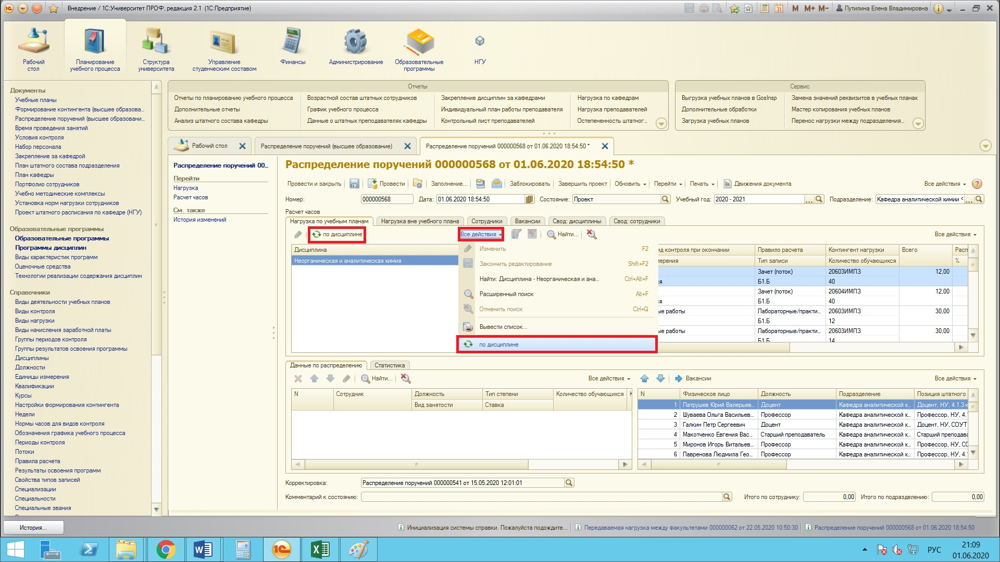 Внедрение / 1С:Университет ПРОФ, редакция 2.1 (1С:Предприятие)
M M+ M- Путилина Елена Владимировна
Рабочий стол
Планирование учебного процесса
Структура университета
Управление студенческим составом
Финансы
Администрирование
Образовательные программы
НГУ
Документы
Учебные планы
Формирование контингента (высшее образова...
Распределение поручений (высшее образовани...
Время проведения занятий
Условия контроля
Набор персонала
Закрепление за кафедрой
План штатного состава подразделения
План кафедры
Портфолио сотрудников
Учебно методические комплексы
Установка норм нагрузки сотрудников
Проект штатного расписания по кафедре (НГУ)
Образовательные программы
Образовательные программы
Программы дисциплин
Виды характеристик программ
Оценочные средства
Технологии реализации содержания дисциплин
Справочники
Виды деятельности учебных планов
Виды контроля
Виды нагрузки
Виды начисления заработной платы
Группы периодов контроля
Группы результатов освоения программы
Дисциплины
Должности
Единицы измерения
Квалификации
Курсы
Настройки формирования контингента
Недели
Нормы часов для видов контроля
Обозначения графика учебного процесса
Периоды контроля
Потоки
Правила расчета
Результаты освоения программ
Свойства типов записей
Специализации
Специальности
Специальные звания
Отчеты
Отчеты по планированию учебного процесса
Дополнительные отчеты
Анализ штатного состава кафедры
Возрастной состав штатных сотрудников
График учебного процесса
Данные о штатных преподавателях кафедры
Закрепление дисциплин за кафедрами
Индивидуальный план работы преподавателя
Контрольный лист преподавателей
Нагрузка по кафедрам
Нагрузка преподавателей
Остепененность штатног...
Сервис
Выгрузка учебных планов в GosInsp
Дополнительные обработки
Загрузка учебных планов
Замена значений реквизитов в учебных планах
Мастер копирования учебных планов
Перенос нагрузки между подразделения...
Рабочий стол
Распределение поручений (высшее образование)
Распределение поручений 000000568 от 01.06.2020 18:54:50 *
Распределение поручений 00...
Перейти
Нагрузка
Расчет часов
См. также
История изменений
Распределение поручений 000000568 от 01.06.2020 18:54:50 *
Провести и закрыть Провести Заполнение... Заблокировать Завершить проект Обновить Перейти Печать Движения документа Все действия
Номер: 000000568 Дата: 01.06.2020 18:54:50 Состояние: Проект Учебный год: 2020 - 2021 Подразделение: Кафедра аналитической химии
Расчет часов
Нагрузка по учебным планам Нагрузка вне учебного плана Сотрудники Вакансии Свод: дисциплины Свод: сотрудники
по дисциплине Все действия Найти... Все действия
Дисциплина
Неорганическая и аналитическая химия
Изменить F2
Закончить редактирование Shift+F2
Найти: Дисциплина - Неорганическая и ана... Ctrl+Alt+F
Расширенный поиск Alt+F
Отменить поиск Ctrl+Q
Вывести список...
по дисциплине
ид контроля при окончании Правило расчета Контингент нагрузки Всего Расп
мерения Тип записи Количество обучающихся %
Зачет (поток) 20603ИМПЗ 12,00
ся Б1.Б 40
Зачет (поток) 20604ИМПЗ 12,00
ся Б1.Б 40
ые работы Лабораторные/практи... 20603ИМПЗ 30,00
Б1.Б 12
ые работы Лабораторные/практи... 20603ИМПЗ 30,00
Б1.Б 14
Данные по распределению Статистика
Найти... Все действия
N Сотрудник Должность Тип степени Количество обучающихся
Вид занятости Ставка
Вакансии Все действия
N Физическое лицо Должность Подразделение Позиция штатного
1 Патрушев Юрий Валерьев... Доцент Кафедра аналитической х... Доцент, НУ, 4.1.3 к
2 Шуваева Ольга Васильев... Профессор Кафедра аналитической х... Профессор, НУ, 4.
3 Галкин Петр Сергеевич Доцент Кафедра аналитической х... Доцент, НУ, СОУТ
4 Макотченко Евгения Вас... Старший преподаватель Кафедра аналитической х... Старший преподава
5 Миронов Игорь Витальев... Профессор Кафедра аналитической х... Профессор, НУ, СО
6 Лавренова Людмила Гео... Профессор Кафедра аналитической х... Профессор, НУ, 4.
Корректировка: Распределение поручений 000000541 от 15.05.2020 12:01:01
Комментарий к состоянию: Итого по сотруднику: 0,00 Итого по подразделению: 0,00
История... Инициализация системы справки. Пожалуйста подождите... Передаваемая нагрузка между факультетами 000000062 от 22.05.2020 10:50:30 Распределение поручений 000000568 от 01.06.2020 18:54:50
РУС
21:09
01.06.2020